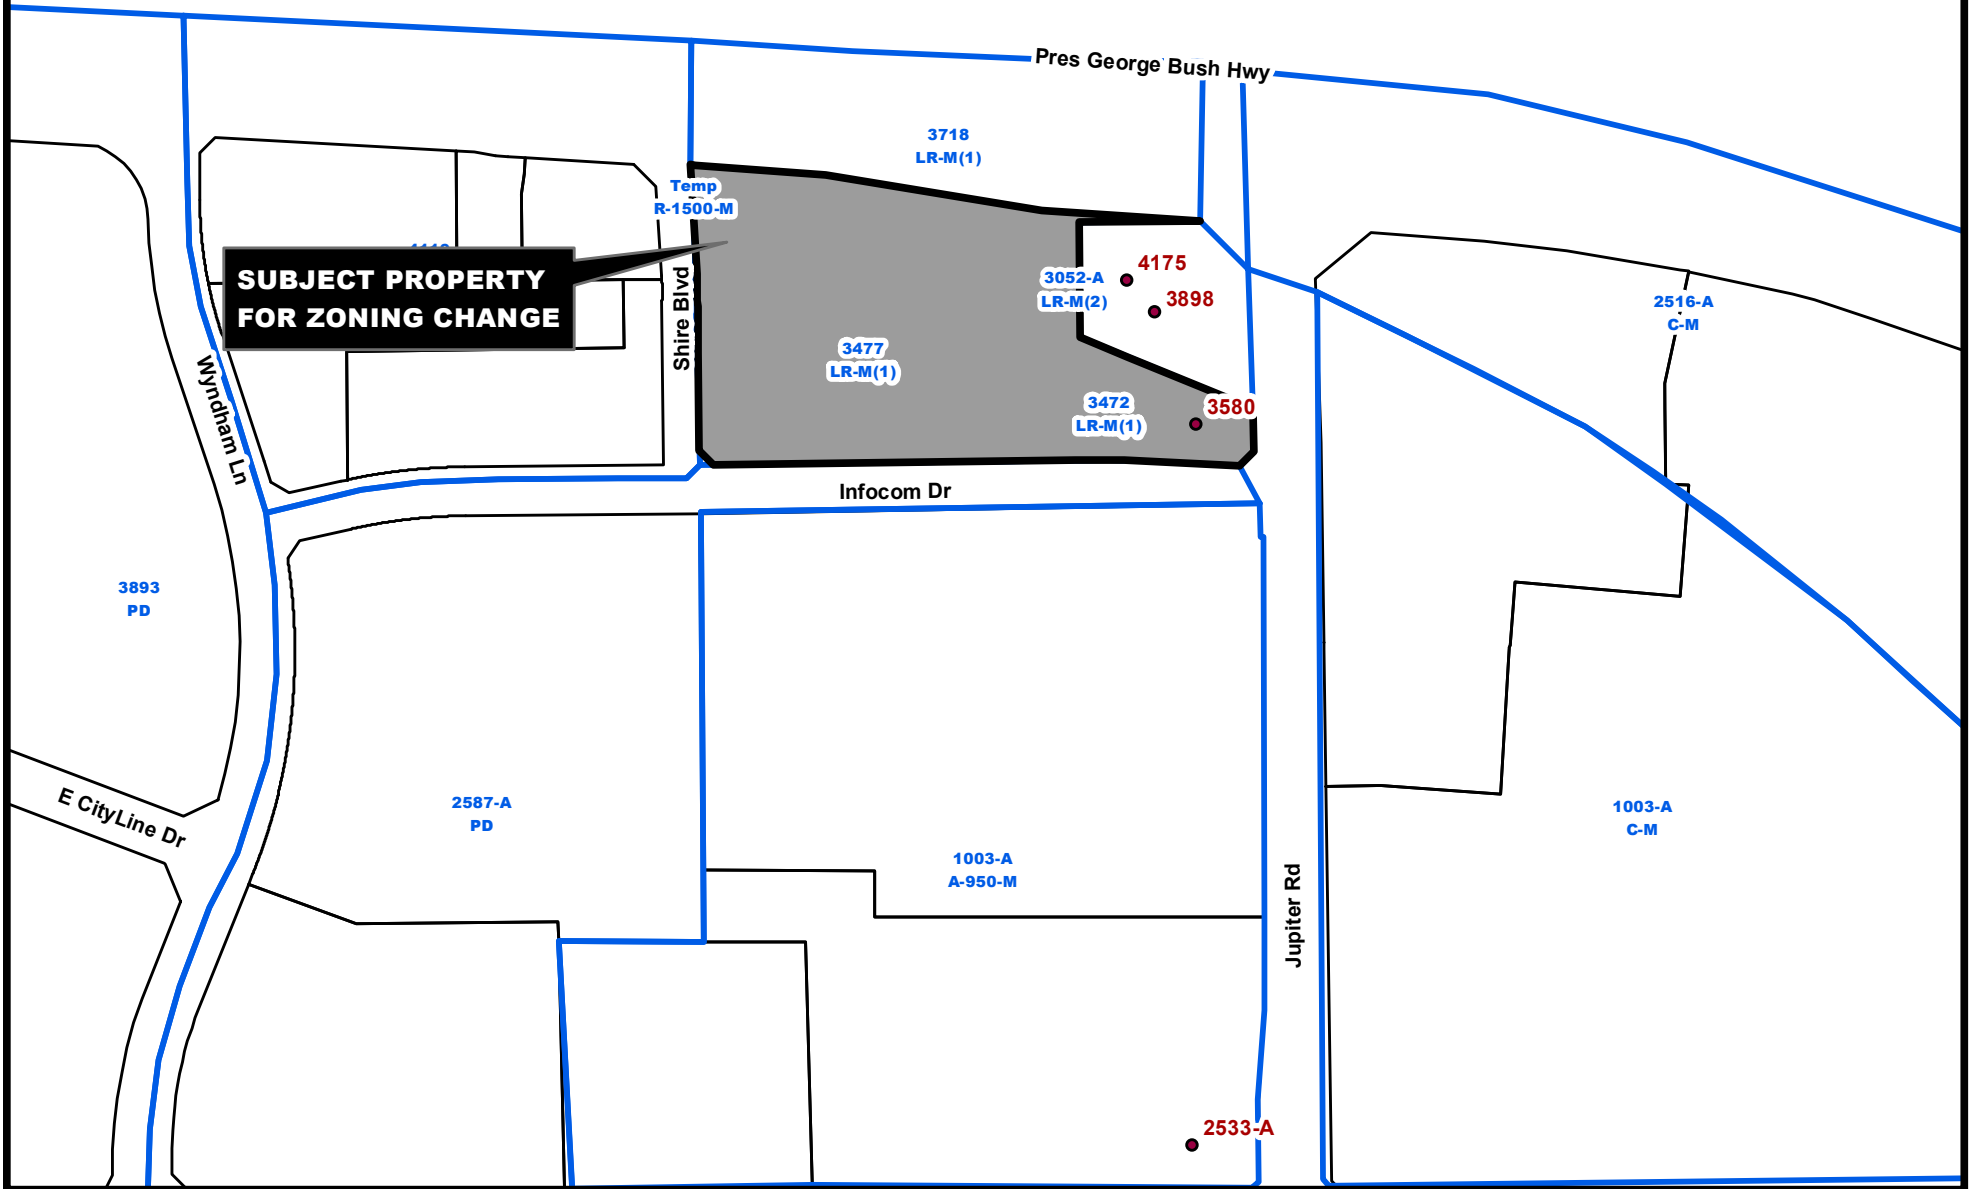 Pres George Bush Hwy
3718
LR-M(1)
Temp
R-1500-M
SUBJECT PROPERTY
FOR ZONING CHANGE
Shire Blvd
3052-A
LR-M(2)
4175
3898
2516-A
C-M
3477
LR-M(1)
3472
LR-M(1)
3580
Wyndham Ln
Infocom Dr
3893
PD
E CityLine Dr
2587-A
PD
1003-A
A-950-M
1003-A
C-M
Jupiter Rd
2533-A